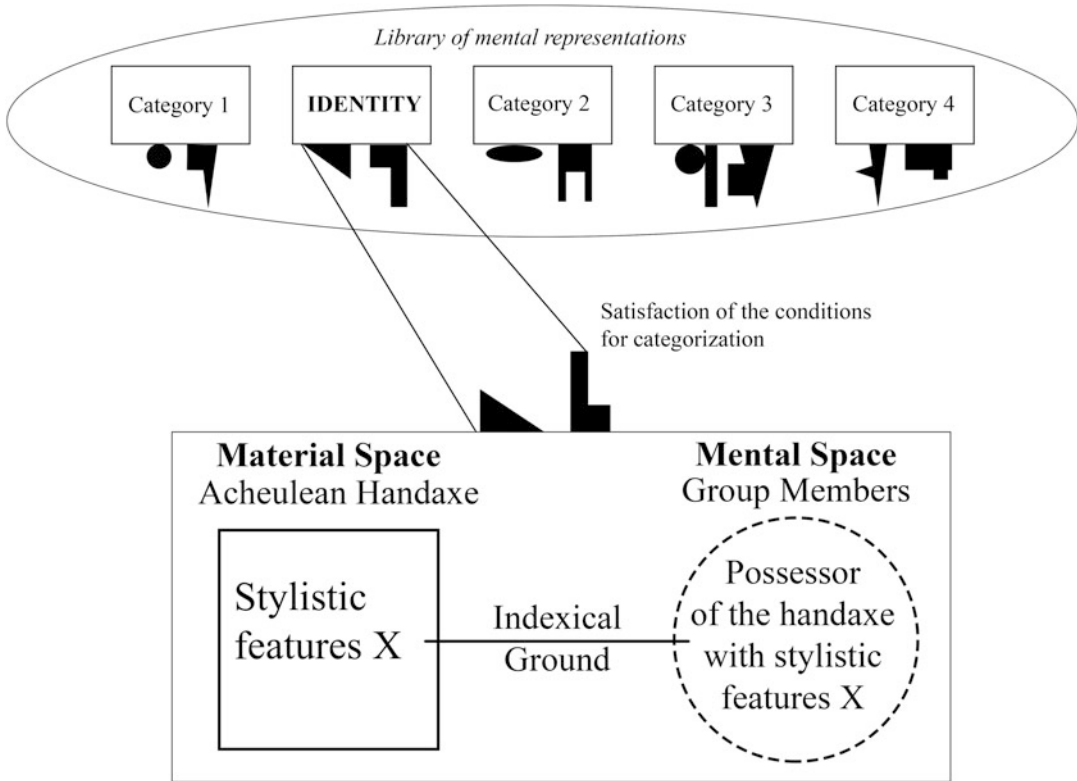 Library of mental representations
Category 1
IDENTITY
Category 2
Category 3
Category 4
Satisfaction of the conditions
for categorization
Material Space
Acheulean Handaxe
Mental Space
Group Members
Stylistic
features X
Indexical
Ground
Possessor
of the handaxe
with stylistic
features X